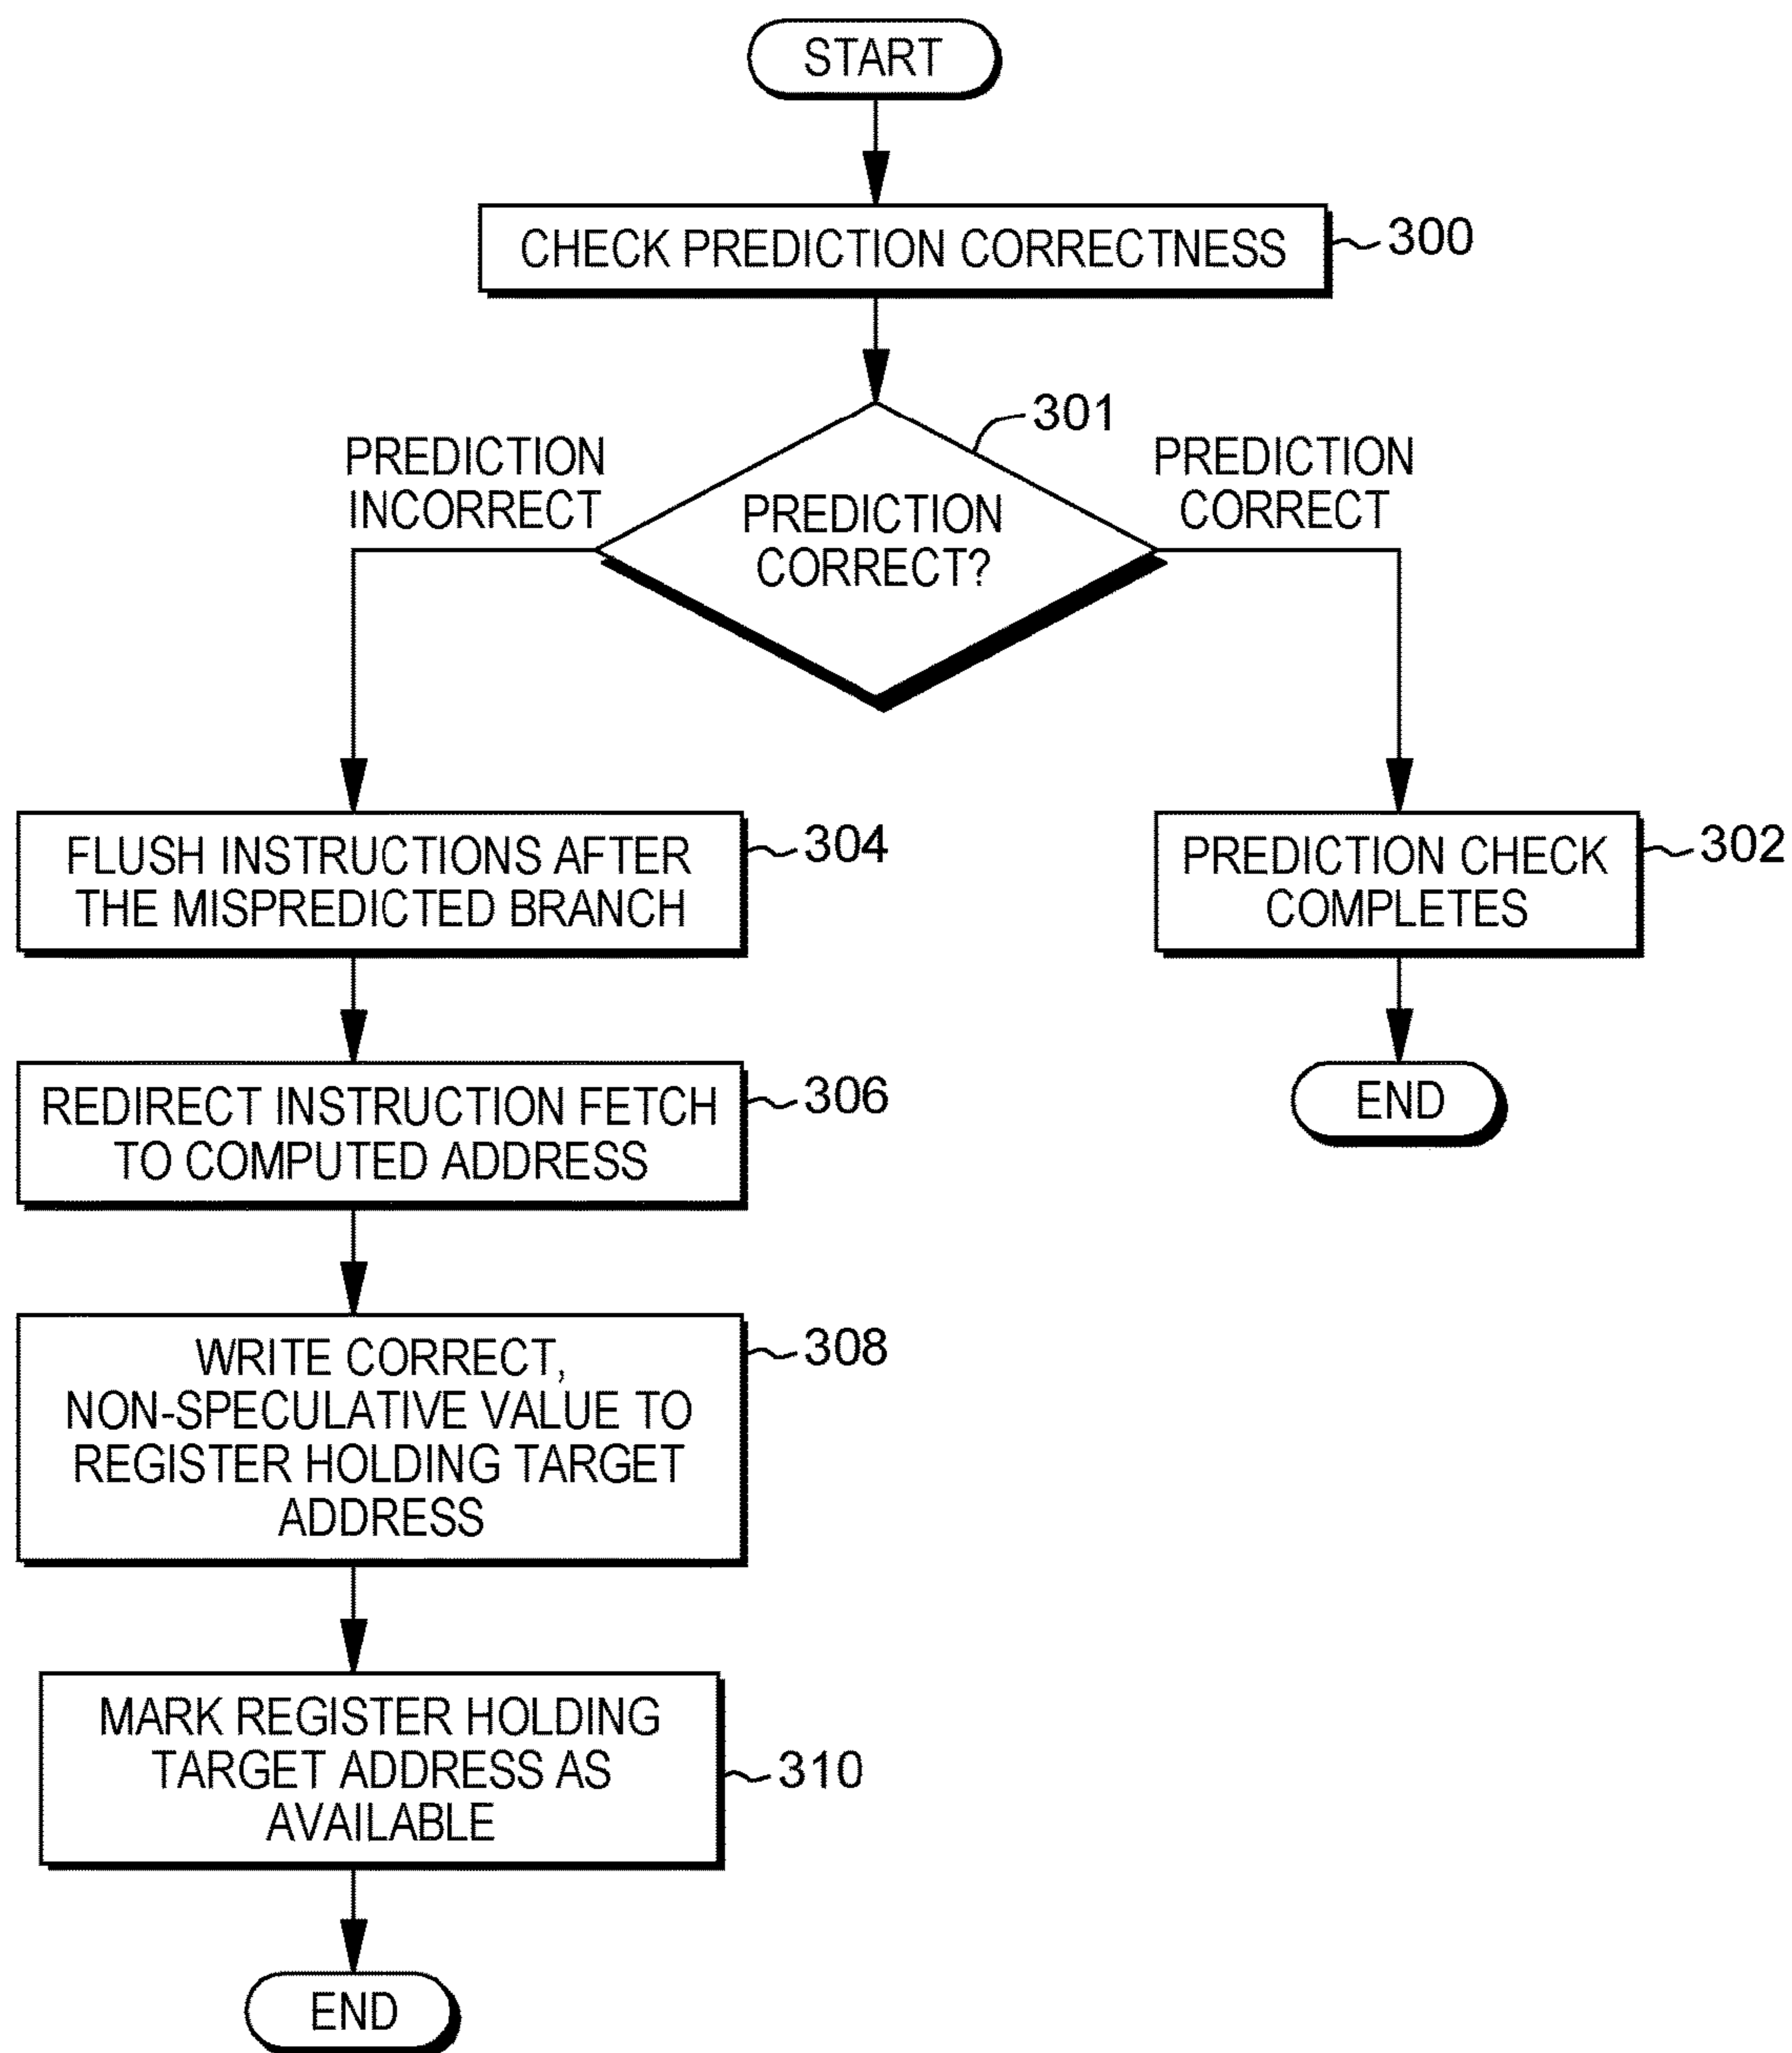 START
CHECK PREDICTION CORRECTNESS
300
301
PREDICTION
INCORRECT
PREDICTION
CORRECT?
PREDICTION
CORRECT
FLUSH INSTRUCTIONS AFTER
THE MISPREDICTED BRANCH
304
PREDICTION CHECK
COMPLETES
302
REDIRECT INSTRUCTION FETCH
TO COMPUTED ADDRESS
306
END
WRITE CORRECT,
NON-SPECULATIVE VALUE TO
REGISTER HOLDING TARGET
ADDRESS
308
MARK REGISTER HOLDING
TARGET ADDRESS AS
AVAILABLE
310
END